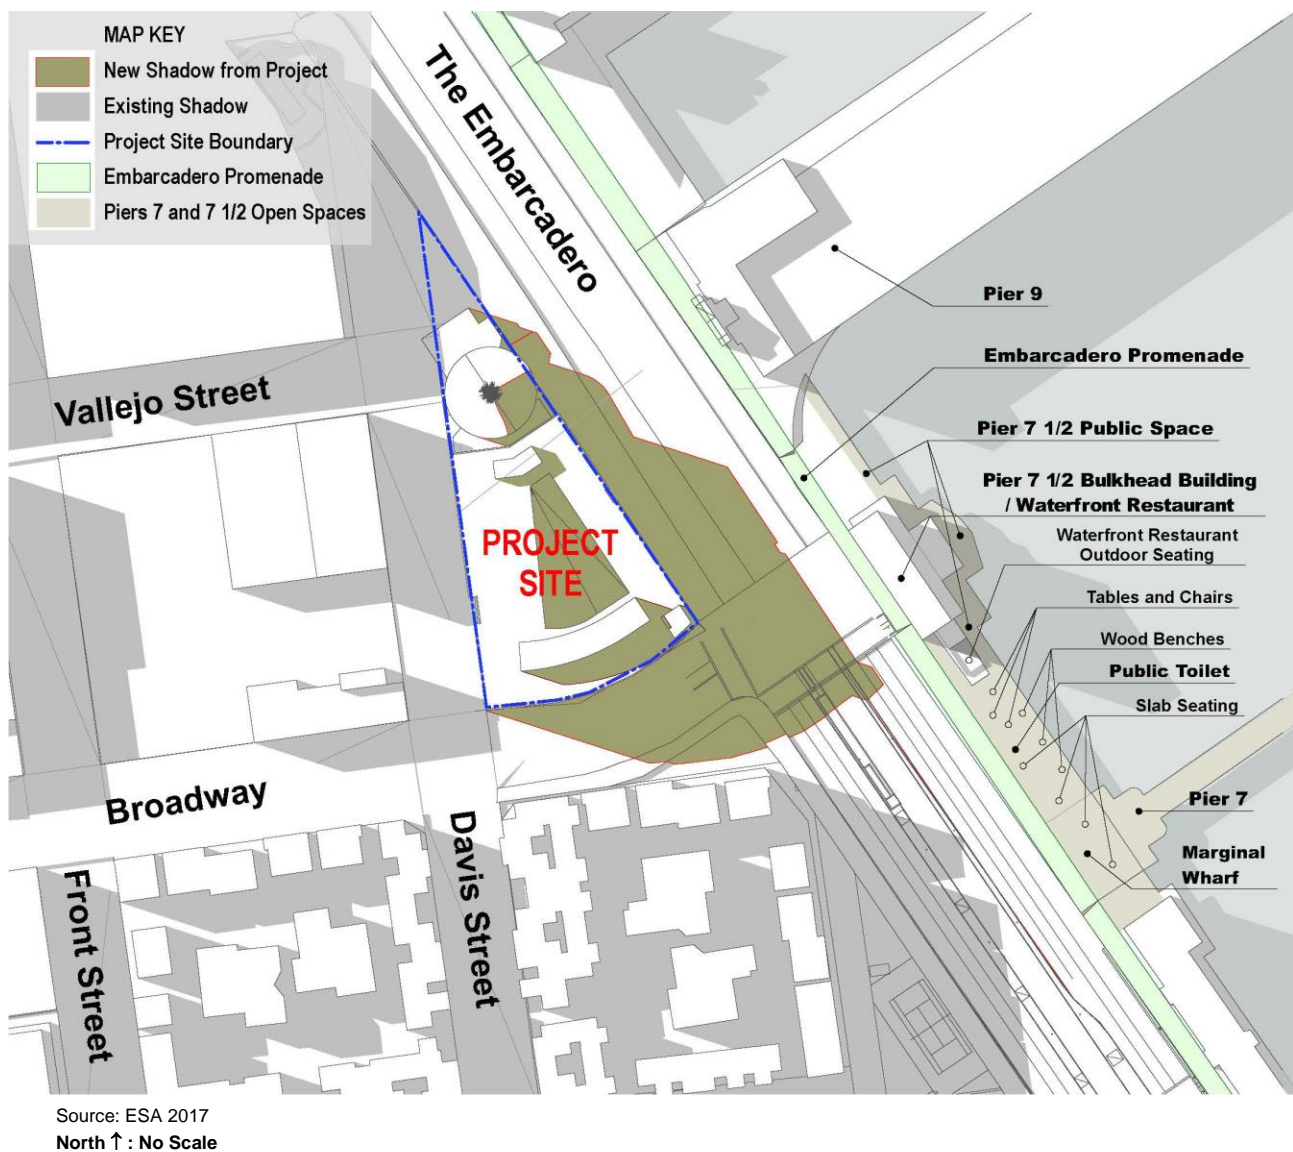 MAP KEY
New Shadow from Project
Existing Shadow
Project Site Boundary
Embarcadero Promenade
Piers 7 and 7 1/2 Open Spaces
The Embarcadero
Pier 9
Embarcadero Promenade
Vallejo Street
Pier 7 1/2 Public Space
Pier 7 1/2 Bulkhead Building
/ Waterfront Restaurant
Waterfront Restaurant
Outdoor Seating
PROJECT
SITE
Tables and Chairs
Wood Benches
Public Toilet
Slab Seating
Broadway
Pier 7
Davis Street
Marginal
Wharf
Front Street
Source: ESA 2017
North ↑ : No Scale